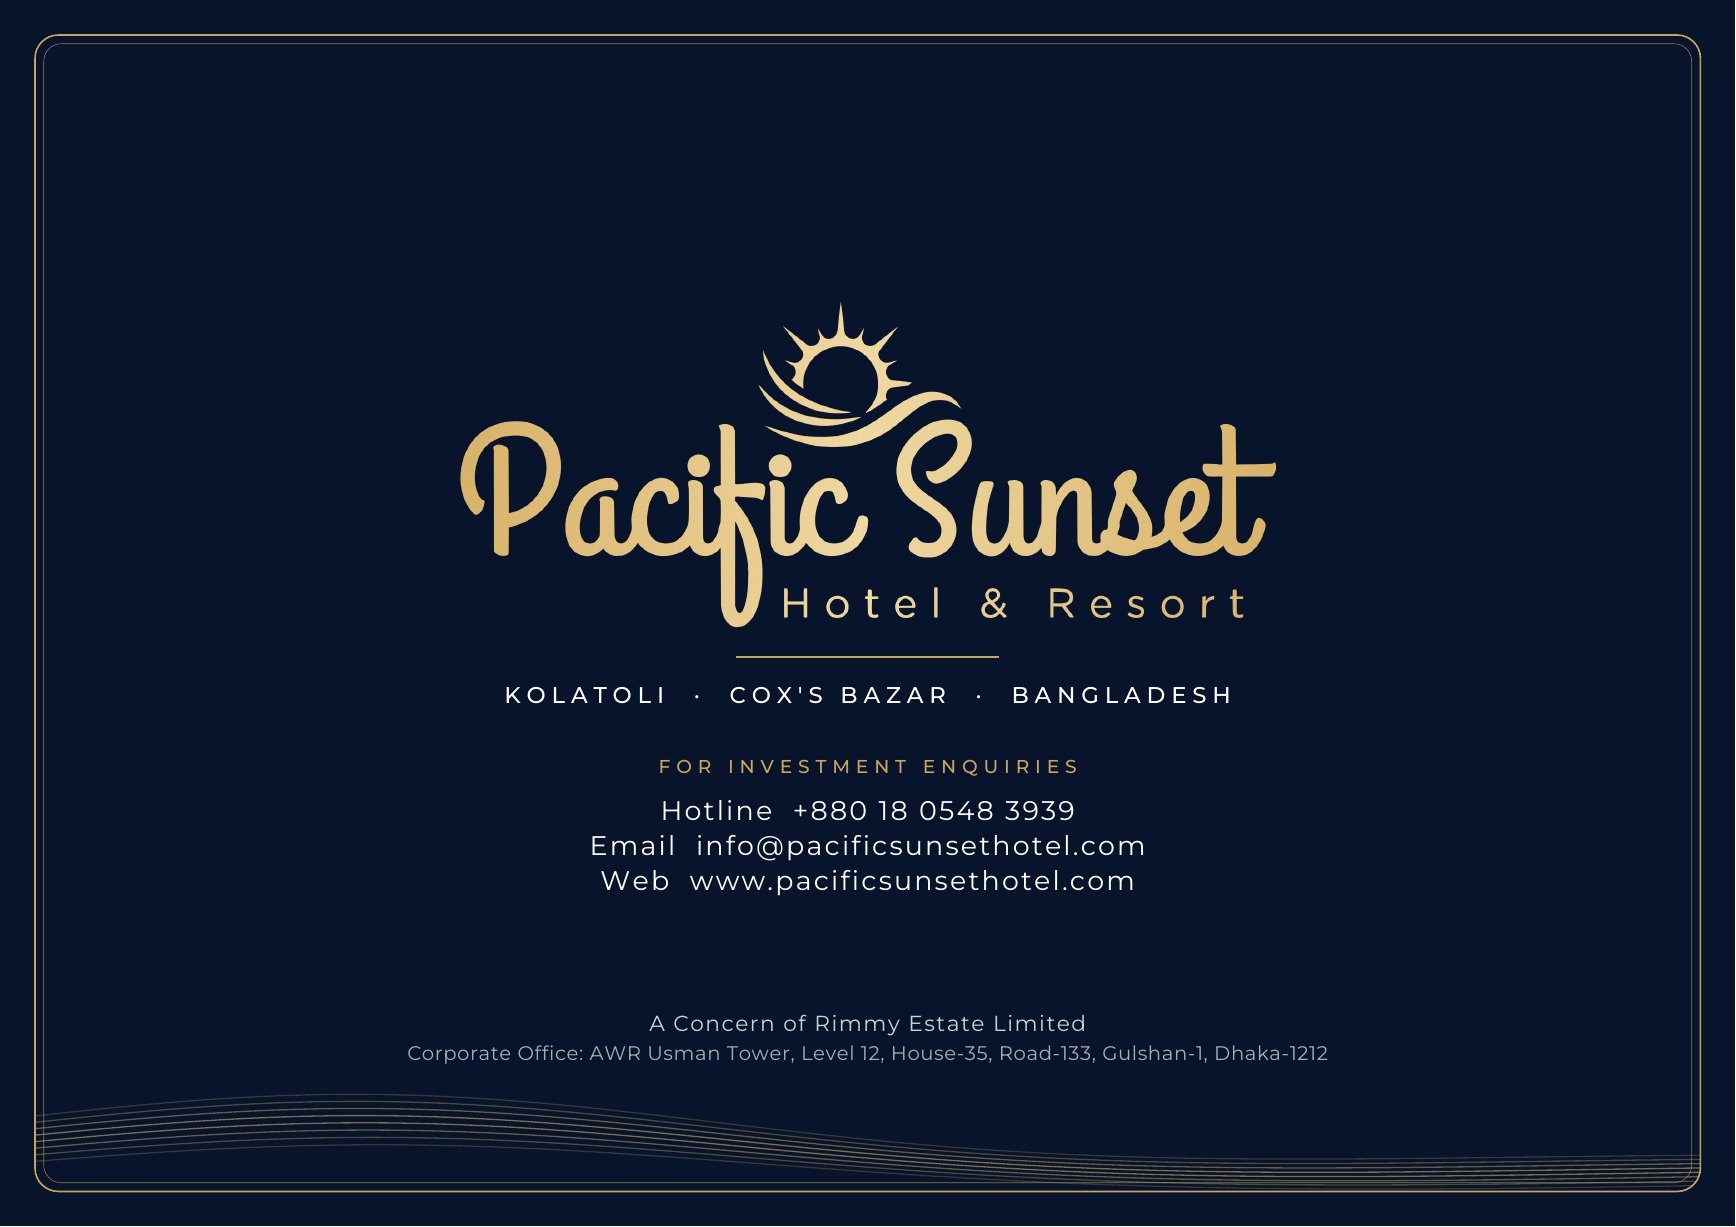 Pacific Sunset
Hotel & Resort
KOLATOLI · COX'S BAZAR · BANGLADESH
FOR INVESTMENT ENQUIRIES
Hotline +880 18 0548 3939
Email info@pacificsunsethotel.com
Web www.pacificsunsethotel.com
A Concern of Rimmy Estate Limited
Corporate Office: AWR Usman Tower, Level 12, House-35, Road-133, Gulshan-1, Dhaka-1212